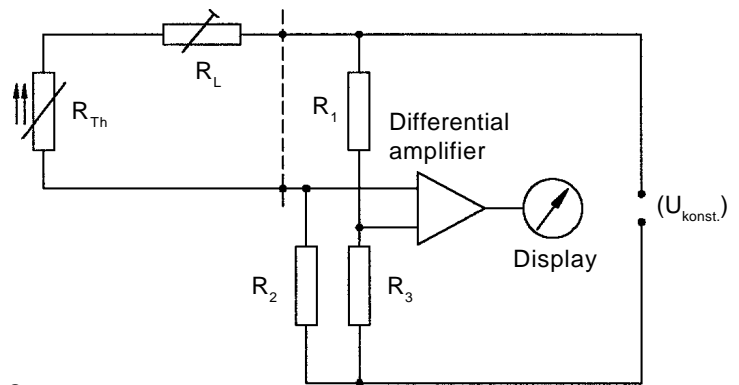 R_L
R_Th
R_1
Differential
amplifier
(U_konst.)
Display
R_2
R_3